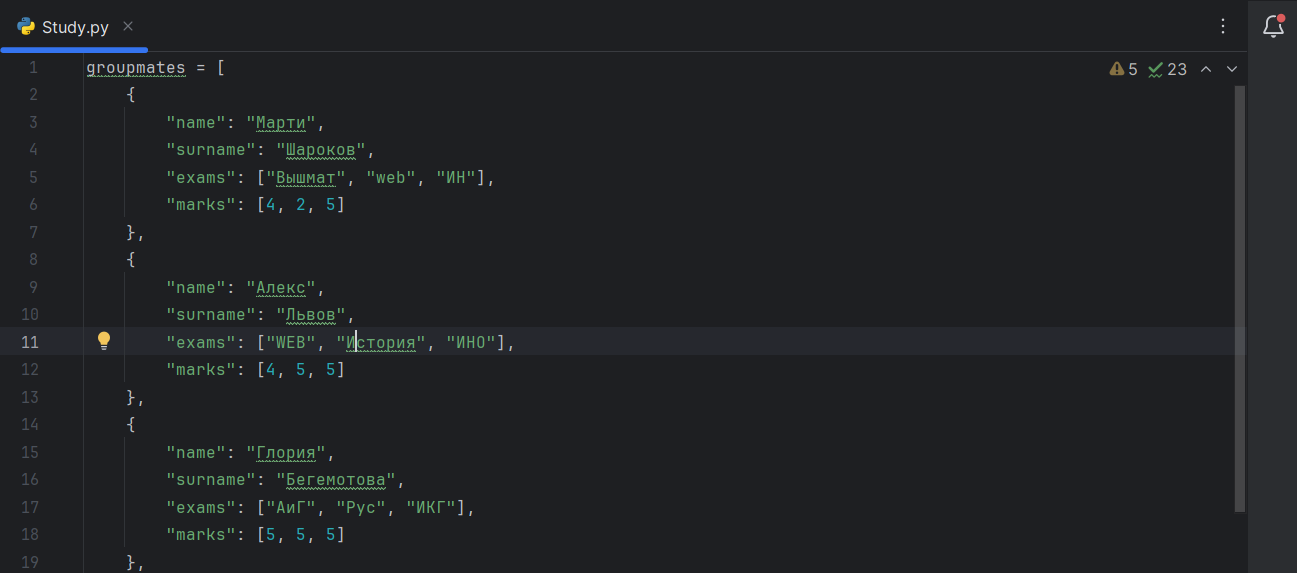 Study.py
groupmates = [
5 23
1
2 {
3 "name": "Марти",
4 "surname": "Шароков",
5 "exams": ["Вышмат", "web", "ИН"],
6 "marks": [4, 2, 5]
7 },
8 {
9 "name": "Алекс",
10 "surname": "Львов",
11 "exams": ["WEB", "История", "ИНО"],
12 "marks": [4, 5, 5]
13 },
14 {
15 "name": "Глория",
16 "surname": "Бегемотова",
17 "exams": ["АиГ", "Рус", "ИКГ"],
18 "marks": [5, 5, 5]
19 },